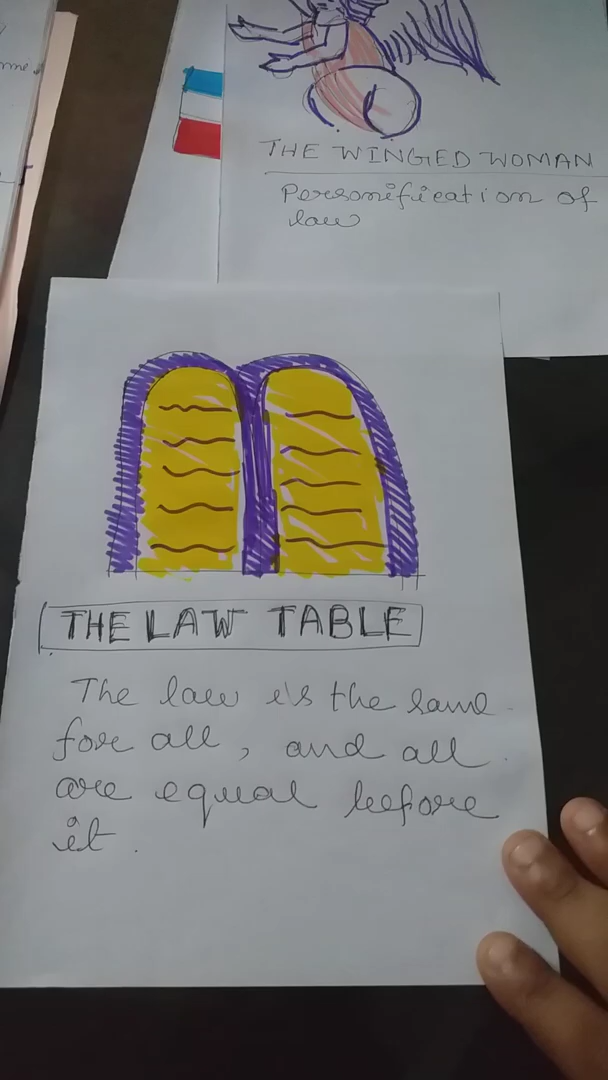 THE WINGED WOMAN
Personification of
law
THE LAW TABLE
The law is the same
for all, and all
are equal before
it.